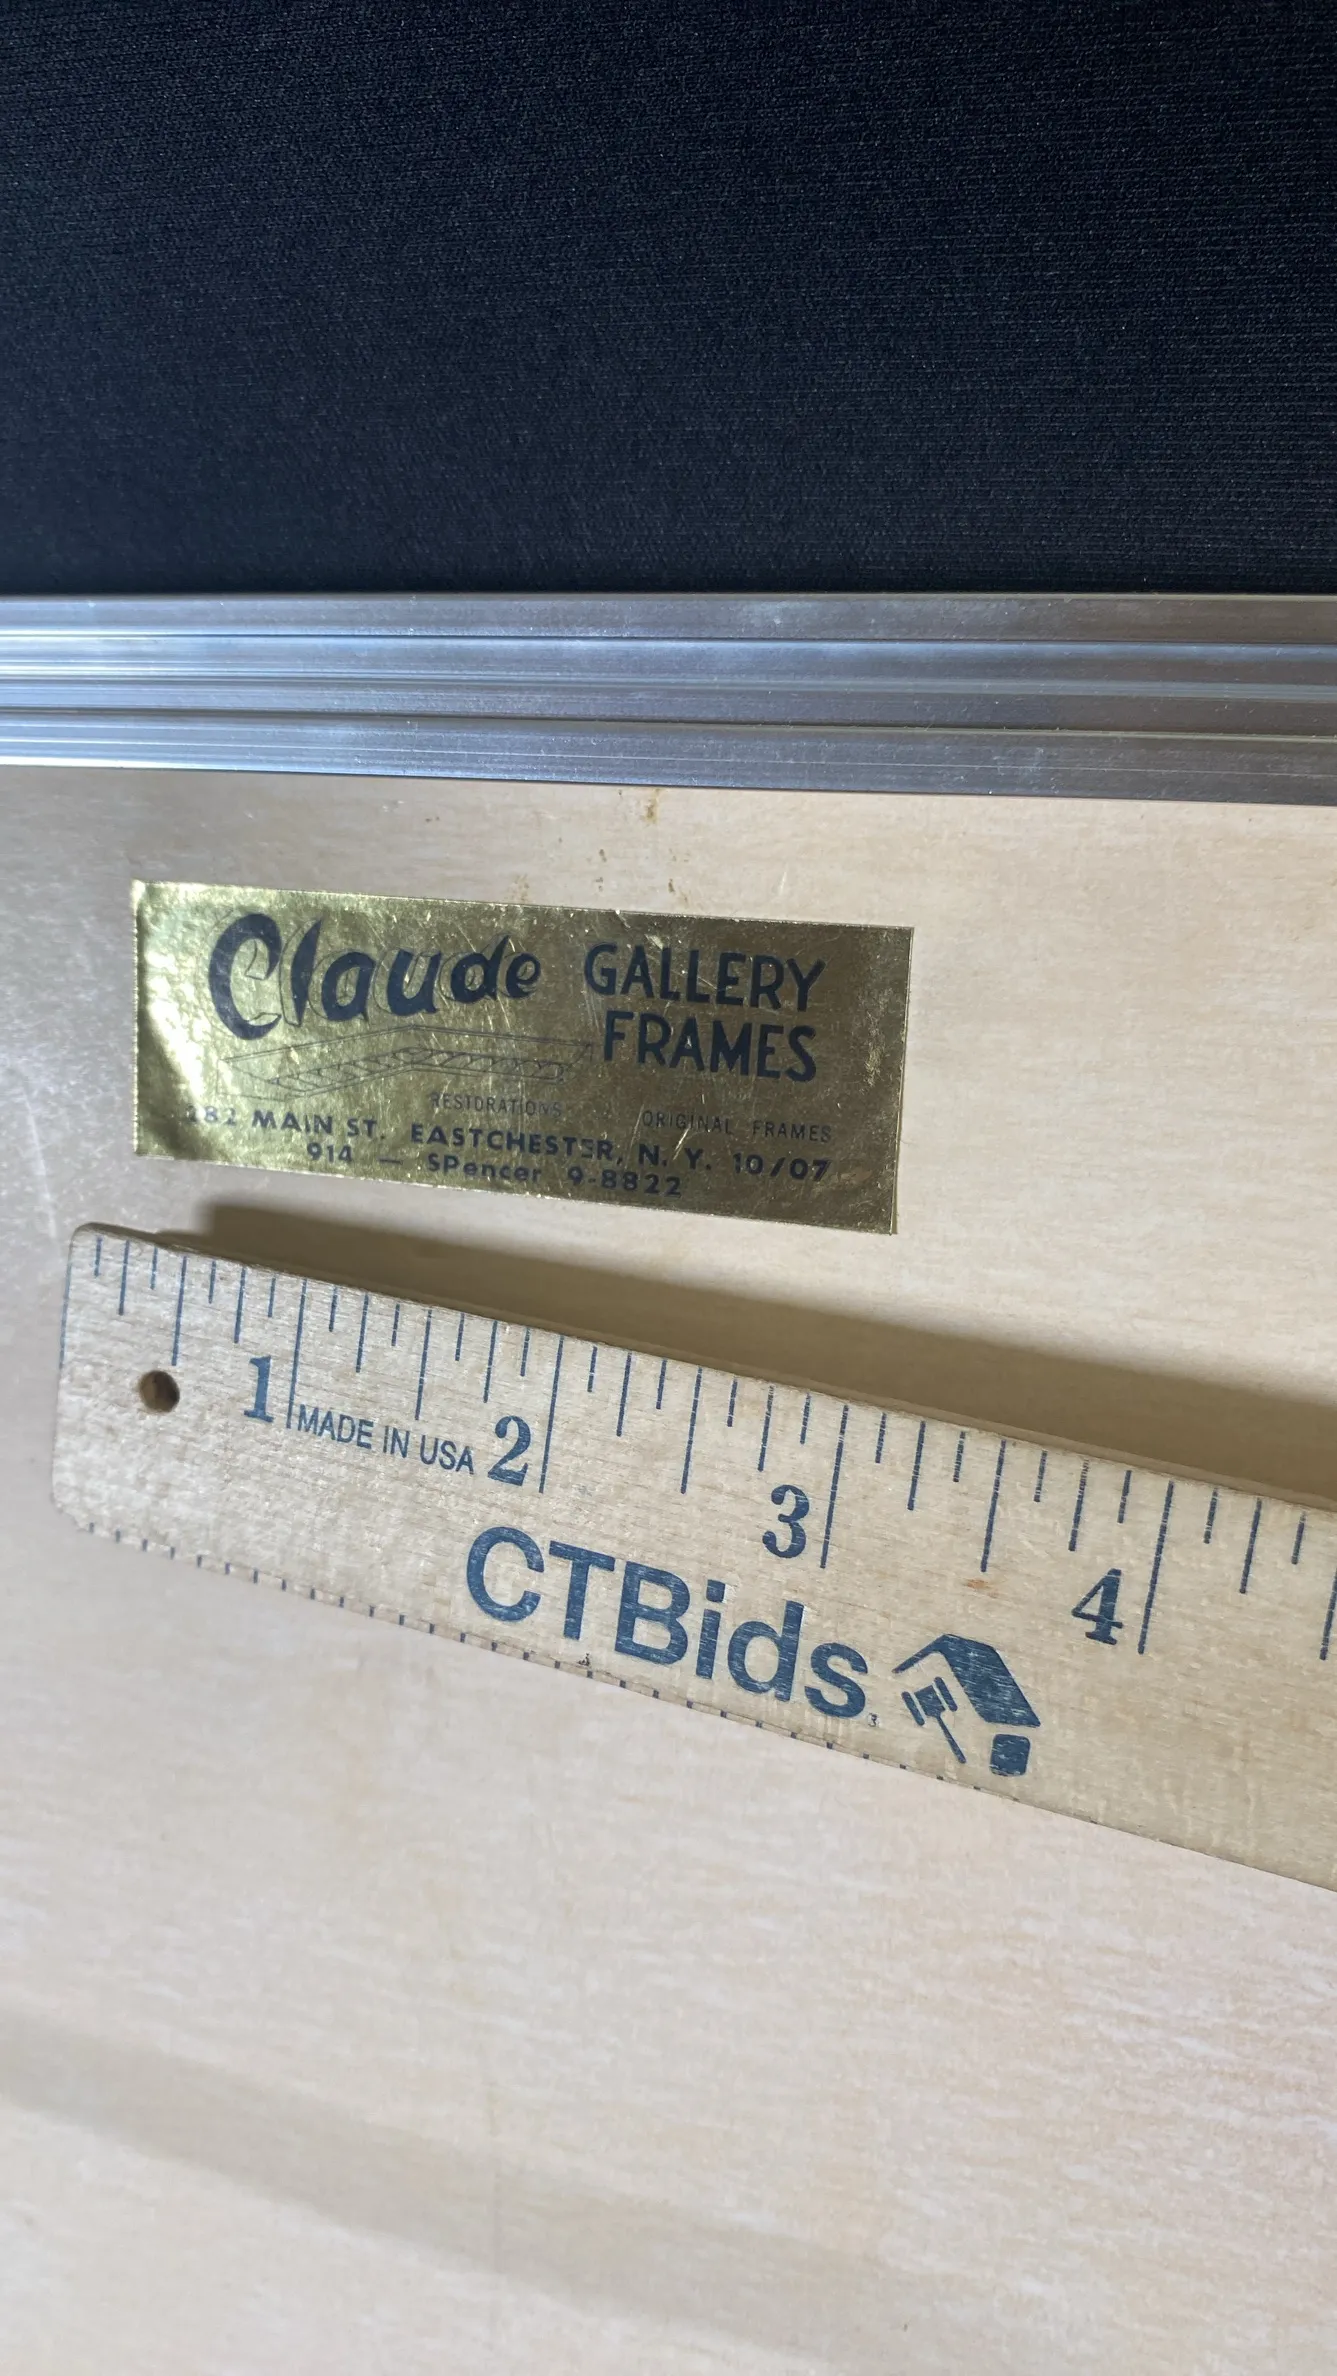 Claude GALLERY
FRAMES
RESTORATIONS ORIGINAL FRAMES
282 MAIN ST. EASTCHESTER, N. Y. 10707
914 — SPencer 9-8822
1 MADE IN USA 2 3 4
CTBids